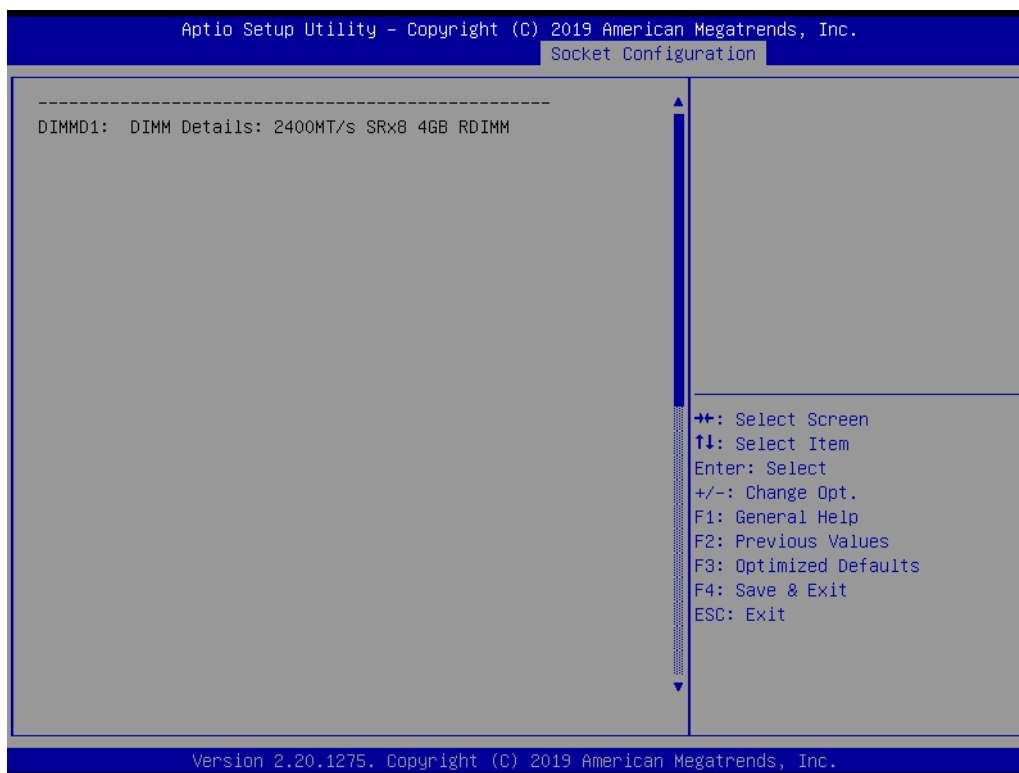 Aptio Setup Utility – Copyright (C) 2019 American Megatrends, Inc.
Socket Configuration
--------------------------------------------------
DIMMD1:  DIMM Details: 2400MT/s SRx8 4GB RDIMM
→←: Select Screen
↑↓: Select Item
Enter: Select
+/-: Change Opt.
F1: General Help
F2: Previous Values
F3: Optimized Defaults
F4: Save & Exit
ESC: Exit
Version 2.20.1275. Copyright (C) 2019 American Megatrends, Inc.